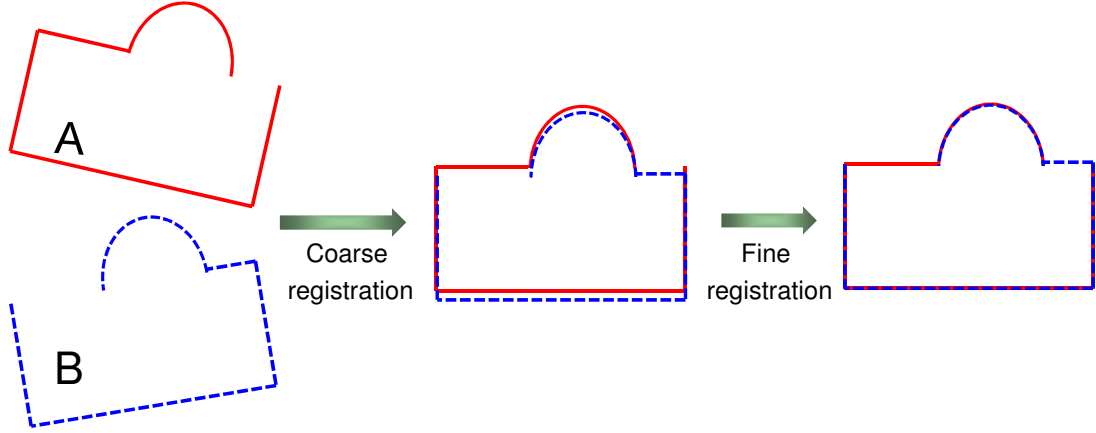 A
B
Coarse
registration
Fine
registration